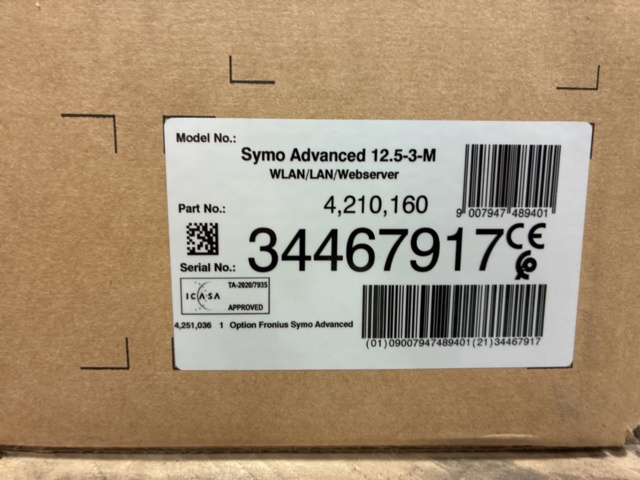 Model No.:
Symo Advanced 12.5-3-M
WLAN/LAN/Webserver
9 007947 489401
Part No.:
4,210,160
Serial No.:
34467917
CE
ICASA
TA-2020/7935
APPROVED
4,251,036 1 Option Fronius Symo Advanced
(01)09007947489401(21)34467917